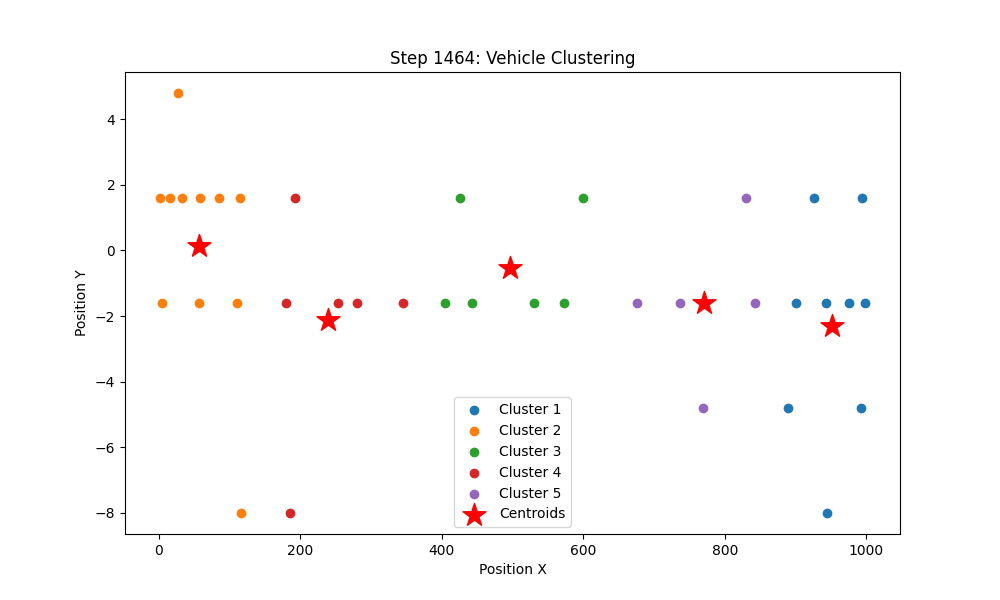 Step 1464: Vehicle Clustering
Position Y
4
2
0
−2
−4
−6
−8
Cluster 1
Cluster 2
Cluster 3
Cluster 4
Cluster 5
Centroids
0 200 400 600 800 1000
Position X